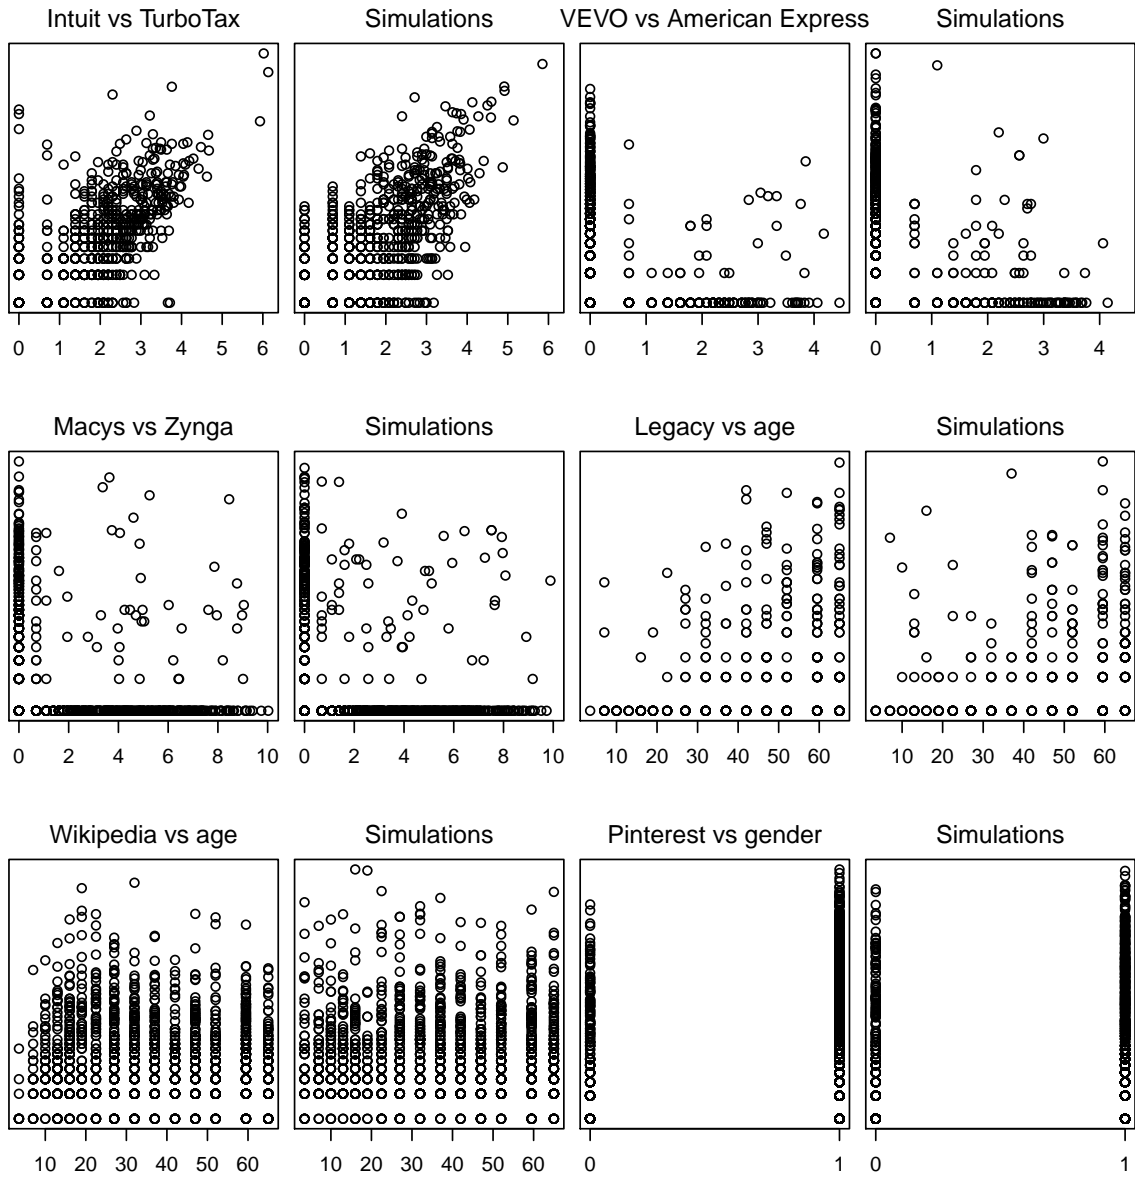 Intuit vs TurboTax Simulations VEVO vs American Express Simulations
0 1 2 3 4 5 6 0 1 2 3 4 5 6 0 1 2 3 4 0 1 2 3 4
Macys vs Zynga Simulations Legacy vs age Simulations
0 2 4 6 8 10 0 2 4 6 8 10 10 20 30 40 50 60 10 20 30 40 50 60
Wikipedia vs age Simulations Pinterest vs gender Simulations
10 20 30 40 50 60 10 20 30 40 50 60 0 1 0 1